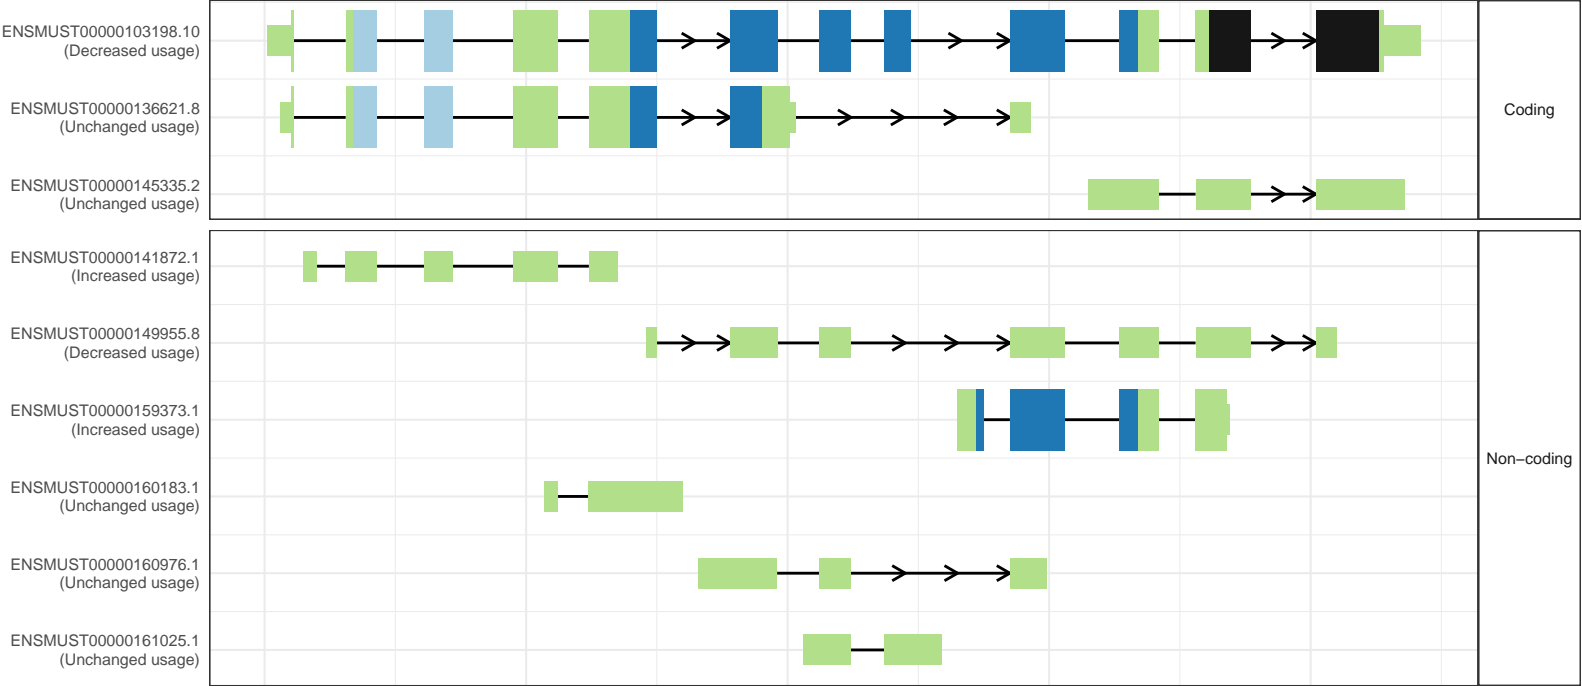 ENSMUST00000103198.10
(Decreased usage)
ENSMUST00000136621.8
(Unchanged usage)
Coding
ENSMUST00000145335.2
(Unchanged usage)
ENSMUST00000141872.1
(Increased usage)
ENSMUST00000149955.8
(Decreased usage)
ENSMUST00000159373.1
(Increased usage)
Non−coding
ENSMUST00000160183.1
(Unchanged usage)
ENSMUST00000160976.1
(Unchanged usage)
ENSMUST00000161025.1
(Unchanged usage)